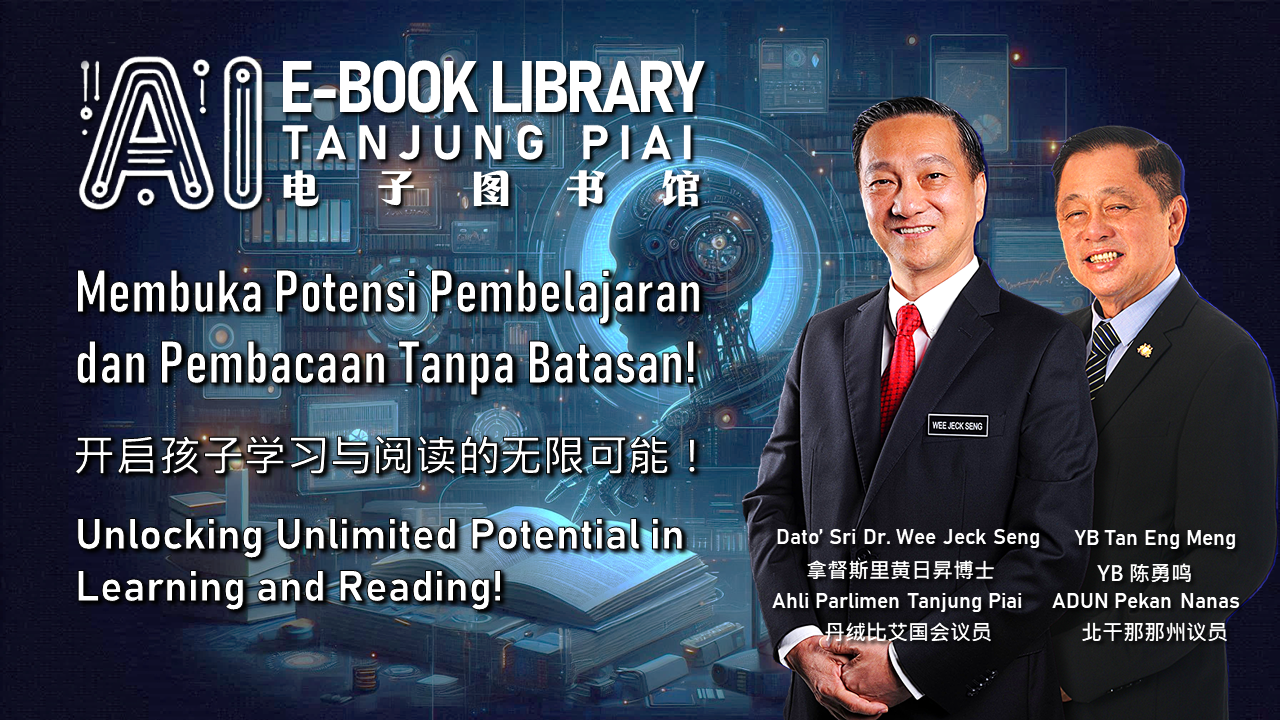 AI E-BOOK LIBRARY
TANJUNG PIAI
电子图书馆
Membuka Potensi Pembelajaran
dan Pembacaan Tanpa Batasan!
开启孩子学习与阅读的无限可能！
Unlocking Unlimited Potential in
Learning and Reading!
WEE JECK SENG
Dato’ Sri Dr. Wee Jeck Seng
拿督斯里黄日昇博士
Ahli Parlimen Tanjung Piai
丹绒比艾国会议员
YB Tan Eng Meng
YB 陈勇鸣
ADUN Pekan Nanas
北干那那州议员